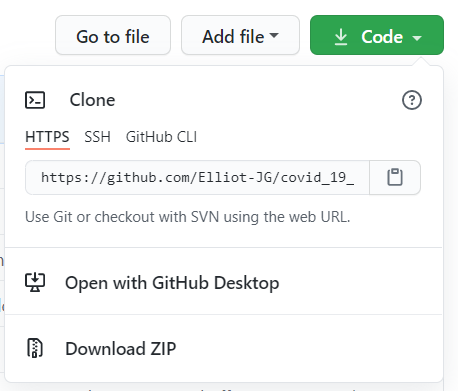 Go to file Add file Code
Clone
HTTPS SSH GitHub CLI
https://github.com/Elliot-JG/covid_19_
Use Git or checkout with SVN using the web URL.
Open with GitHub Desktop
Download ZIP